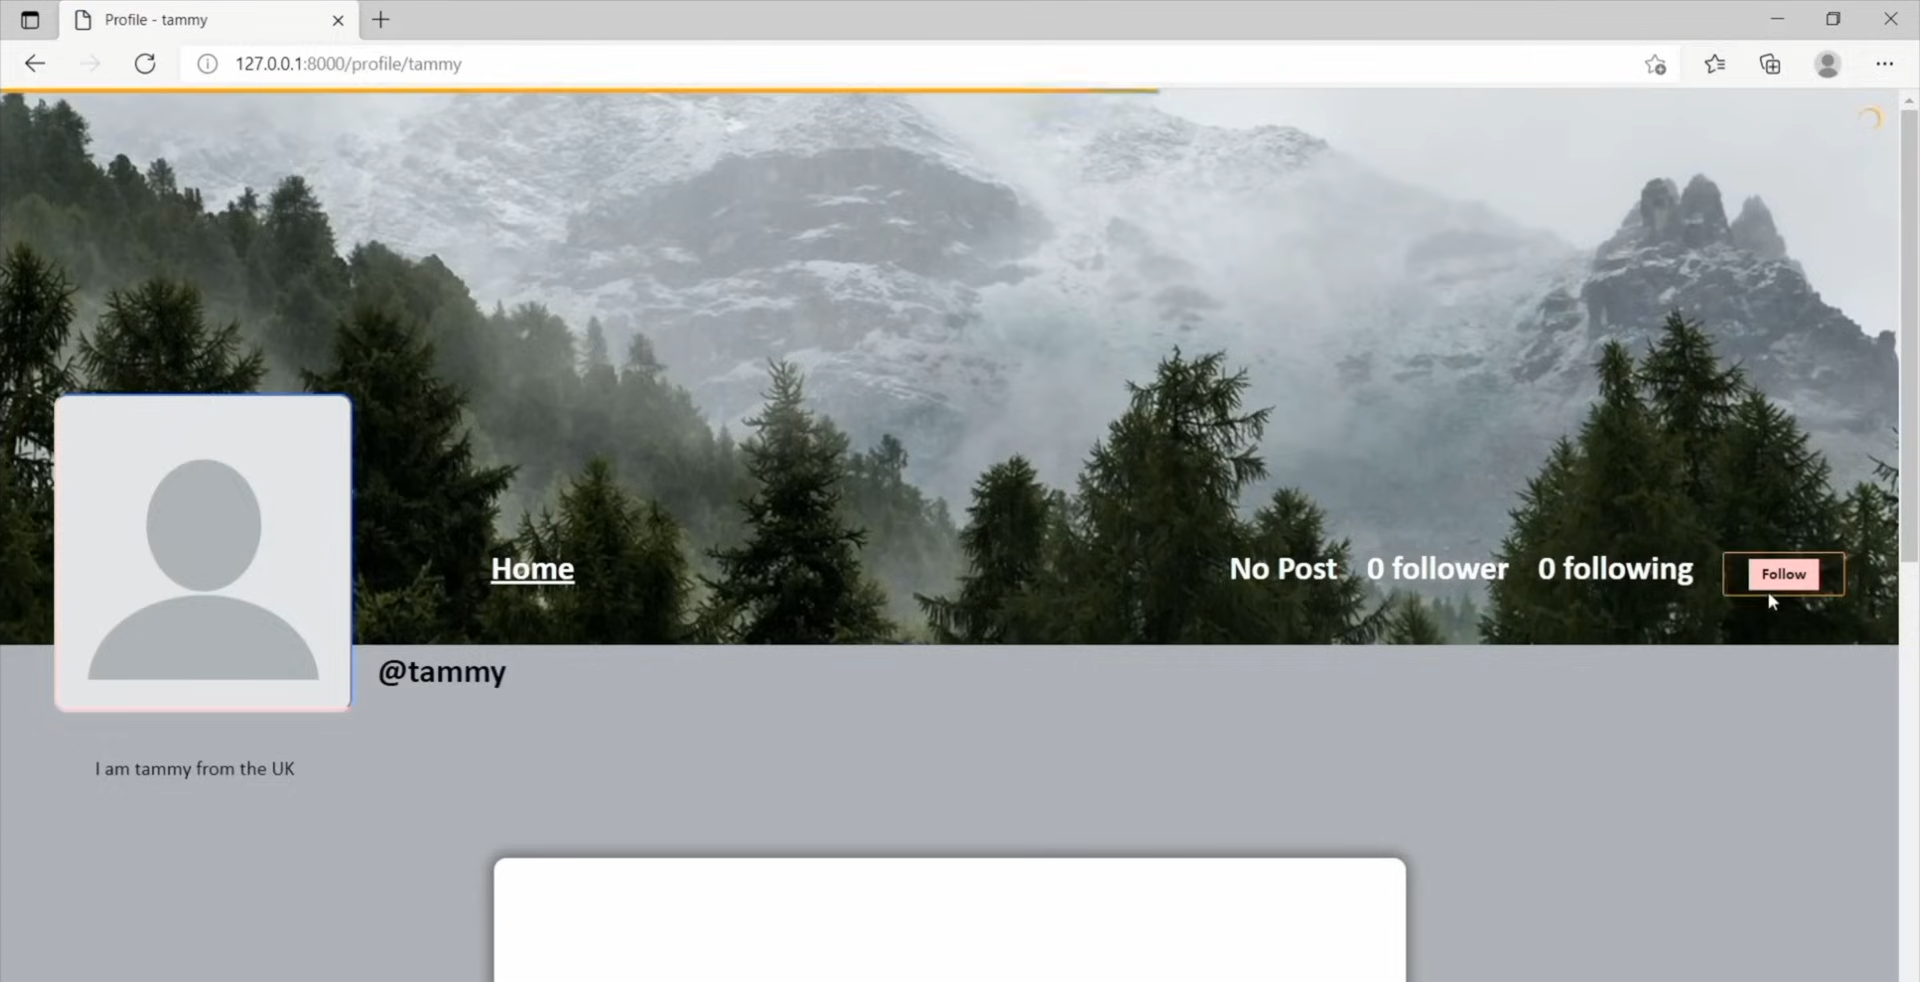 Profile - tammy
127.0.0.1:8000/profile/tammy
Home
No Post 0 follower 0 following Follow
@tammy
I am tammy from the UK